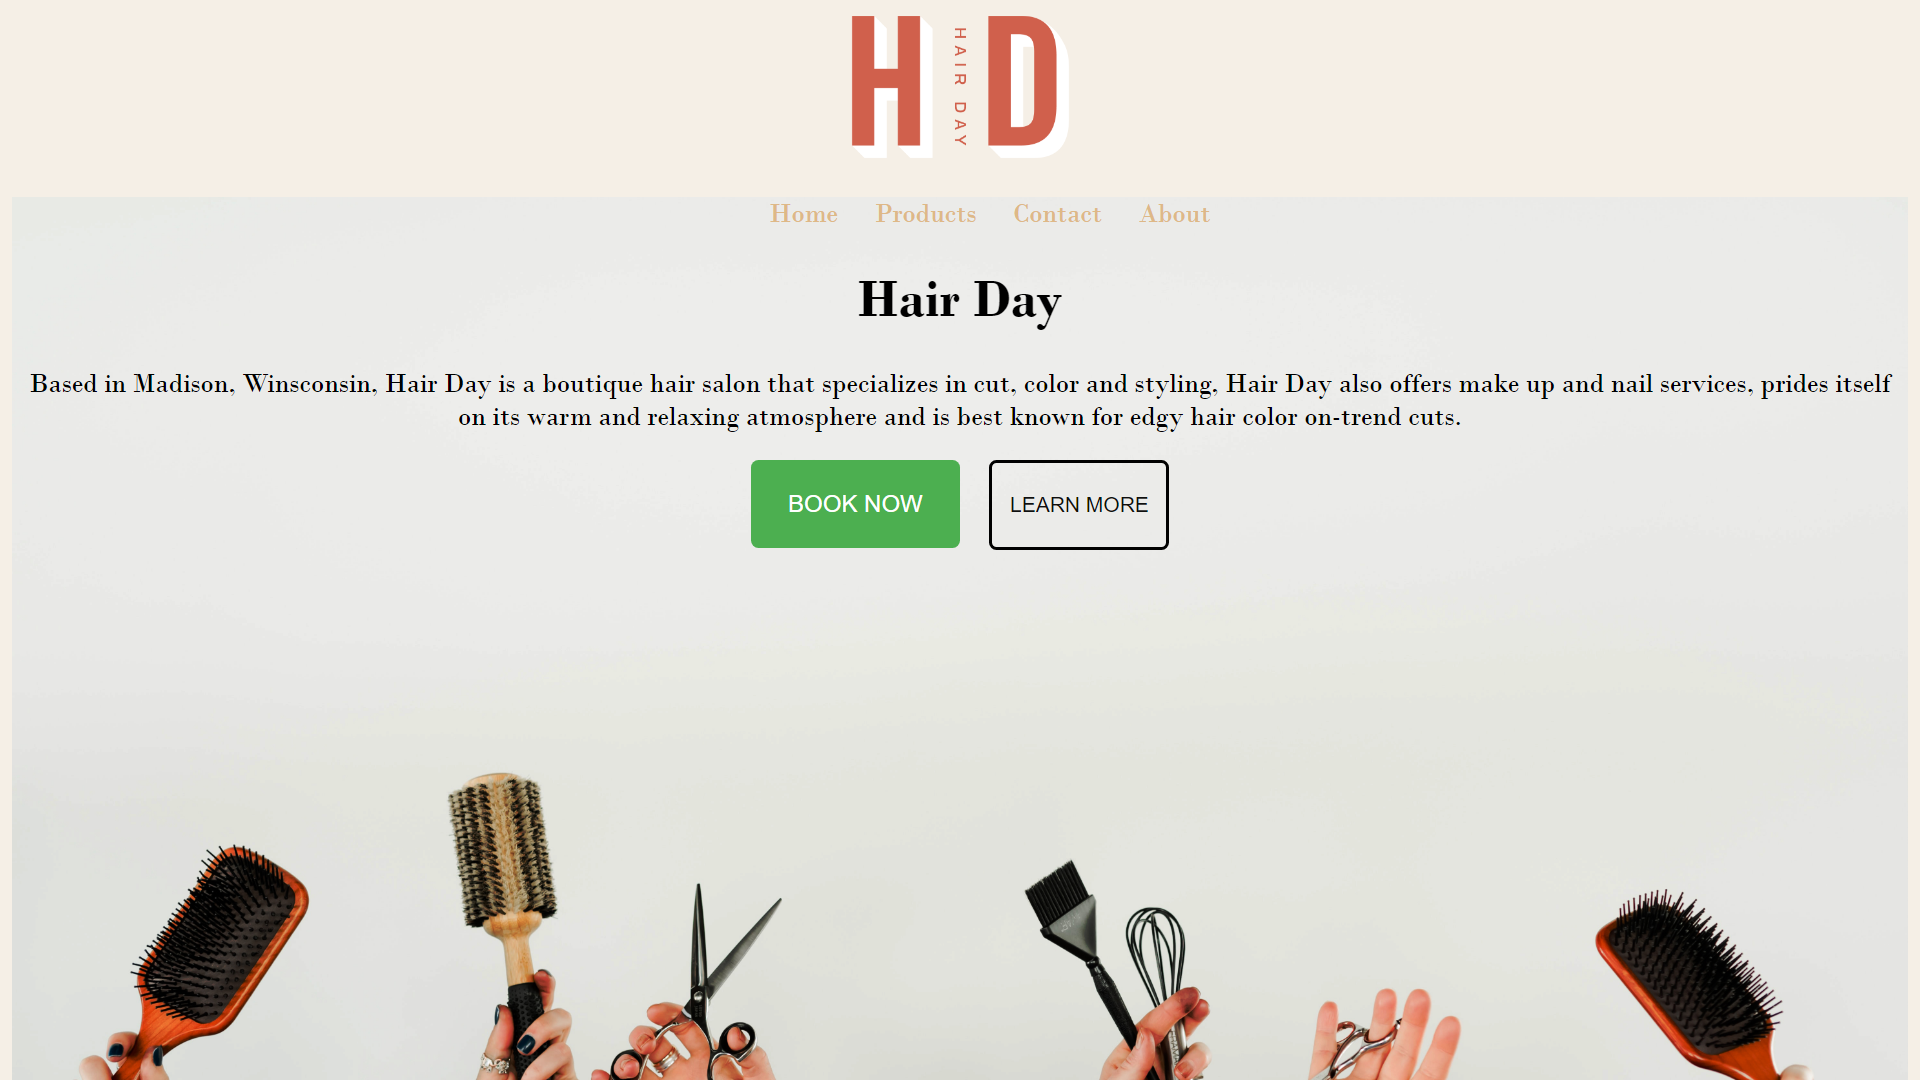 H HAIR DAY D
Home Products Contact About
Hair Day
Based in Madison, Winsconsin, Hair Day is a boutique hair salon that specializes in cut, color and styling, Hair Day also offers make up and nail services, prides itself
on its warm and relaxing atmosphere and is best known for edgy hair color on-trend cuts.
BOOK NOW LEARN MORE